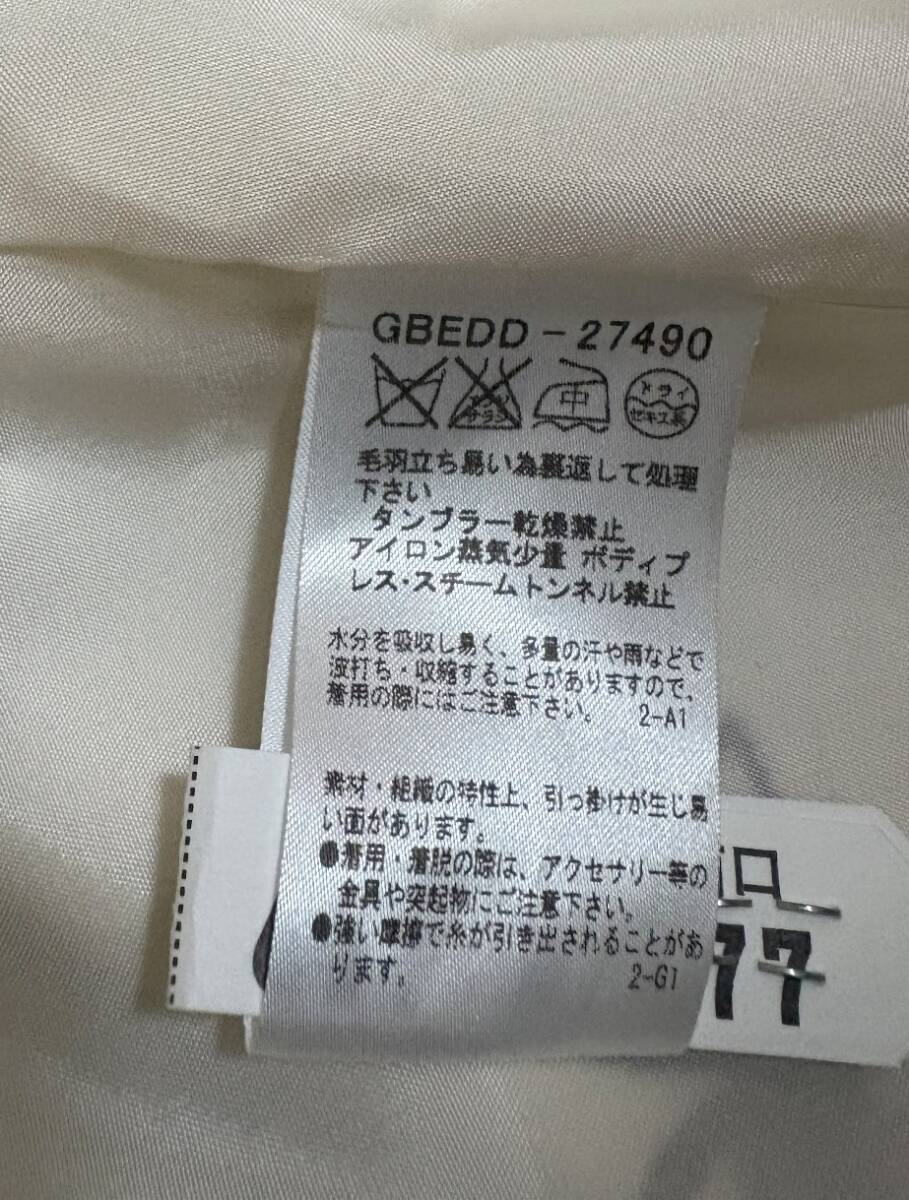 GBEDD-27490
エンソ
サラシ
中
ドライ
セキユ系
毛羽立ち易い為裏返して処理
下さい
タンブラー乾燥禁止
アイロン蒸気少量 ボディプ
レス・スチームトンネル禁止
水分を吸収し易く、多量の汗や雨などで
波打ち・収縮することがありますので、
着用の際にはご注意下さい。 2-A1
素材・組織の特性上、引っ掛けが生じ易
い面があります。
●着用・着脱の際は、アクセサリー等の
金具や突起物にご注意下さい。
●強い摩擦で糸が引き出されることがあ
ります。 2-G1
口
77